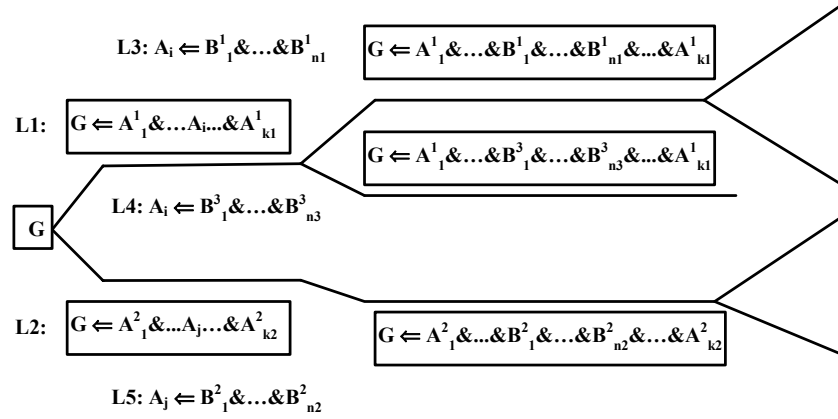 L3: Aᵢ ⇐ B¹₁&…&B¹ₙ₁
G ⇐ A¹₁&…&B¹₁&…&B¹ₙ₁&...&A¹ₖ₁
L1: G ⇐ A¹₁&…Aᵢ...&A¹ₖ₁
G ⇐ A¹₁&…&B³₁&…&B³ₙ₃&...&A¹ₖ₁
L4: Aᵢ ⇐ B³₁&…&B³ₙ₃
G
L2: G ⇐ A²₁&...Aⱼ…&A²ₖ₂
G ⇐ A²₁&...&B²₁&…&B²ₙ₂&…&A²ₖ₂
L5: Aⱼ ⇐ B²₁&…&B²ₙ₂